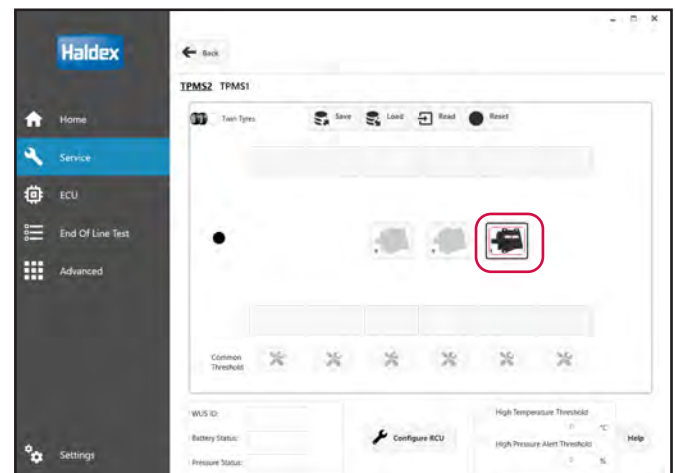 Haldex
Back
TPMS2 TPMS1
Home
Twin Tyres
Save
Load
Read
Reset
Service
ECU
End Of Line Test
Advanced
Common
Threshold
WUS ID:
Battery Status:
Pressure Status:
Configure RCU
High Temperature Threshold
°C
High Pressure Alert Threshold
%
Help
Settings